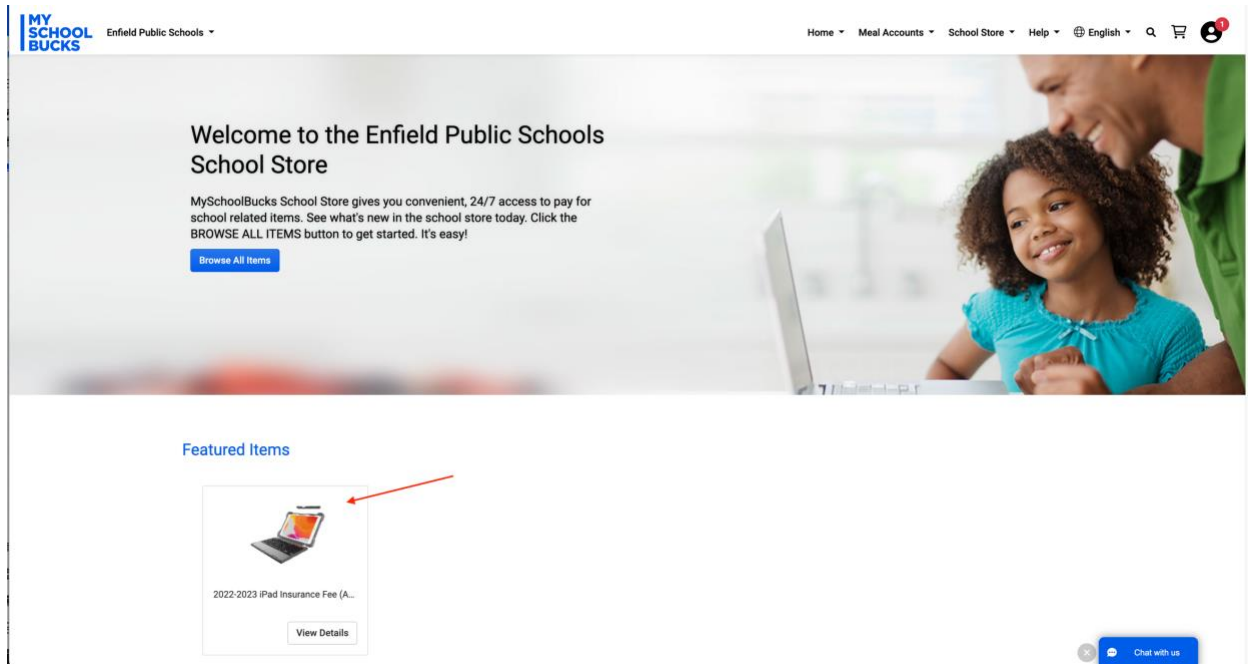 MY
SCHOOL
BUCKS
Enfield Public Schools
Home
Meal Accounts
School Store
Help
English
1
Welcome to the Enfield Public Schools
School Store
MySchoolBucks School Store gives you convenient, 24/7 access to pay for
school related items. See what's new in the school store today. Click the
BROWSE ALL ITEMS button to get started. It's easy!
Browse All Items
Featured Items
2022-2023 iPad Insurance Fee (A...
View Details
Chat with us